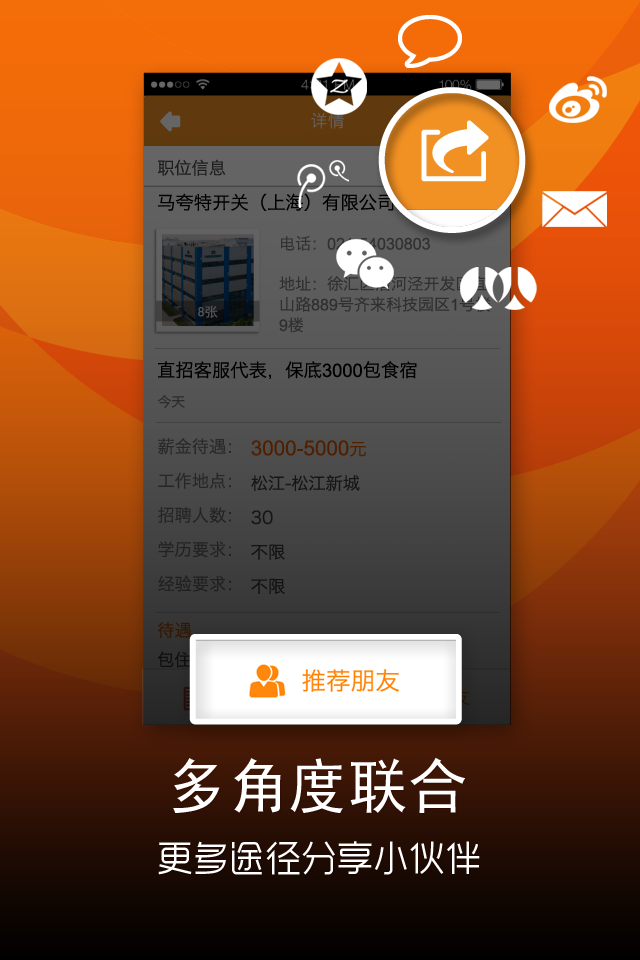 100%
详情
职位信息
马夸特开关（上海）有限公司
电话：
4030803
8张
地址：徐汇区
河泾开发
山路889号齐来科技园区1号
9楼
直招客服代表，保底3000包食宿
今天
薪金待遇： 3000-5000元
工作地点： 松江-松江新城
招聘人数： 30
学历要求： 不限
经验要求： 不限
待遇
包住
推荐朋友
多角度联合
更多途径分享小伙伴